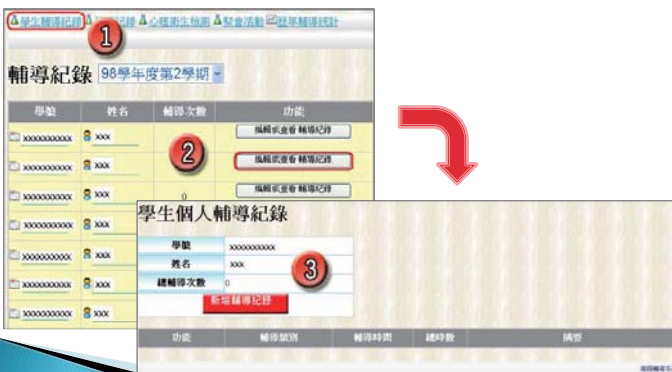 學生輔導紀錄 心理衛生檢測 聚會活動 歷年輔導統計
1
輔導紀錄 98學年度第2學期
學號 姓名 輔導次數 功能
xxxxxxxxxx xxx 編輯或查看 輔導紀錄
xxxxxxxxxx xxx 2 編輯或查看 輔導紀錄
xxxxxxxxxx xxx 0 編輯或查看 輔導紀錄
xxxxxxxxxx xxx
xxxxxxxxxx xxx
xxxxxxxxxx xxx
xxxxxxxxxx xxx
學生個人輔導紀錄
學號 xxxxxxxxxx
姓名 xxx
3
總輔導次數 0
新增輔導紀錄
功能 輔導類別 輔導時間 總時數 摘要